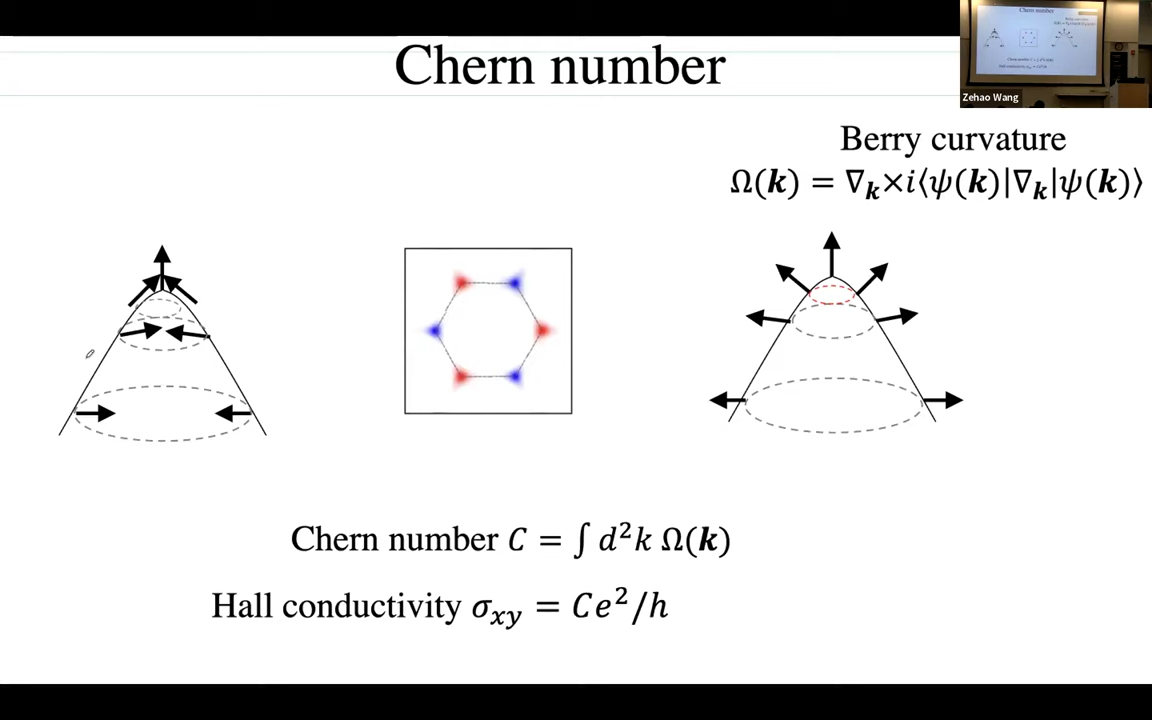 Chern number
Zehao Wang
Berry curvature
Ω(𝒌) = ∇𝒌×𝑖⟨𝜓(𝒌)|∇𝒌|𝜓(𝒌)⟩
Chern number 𝐶 = ∫ 𝑑²𝑘 Ω(𝒌)
Hall conductivity 𝜎𝑥𝑦 = 𝐶𝑒²/ℎ